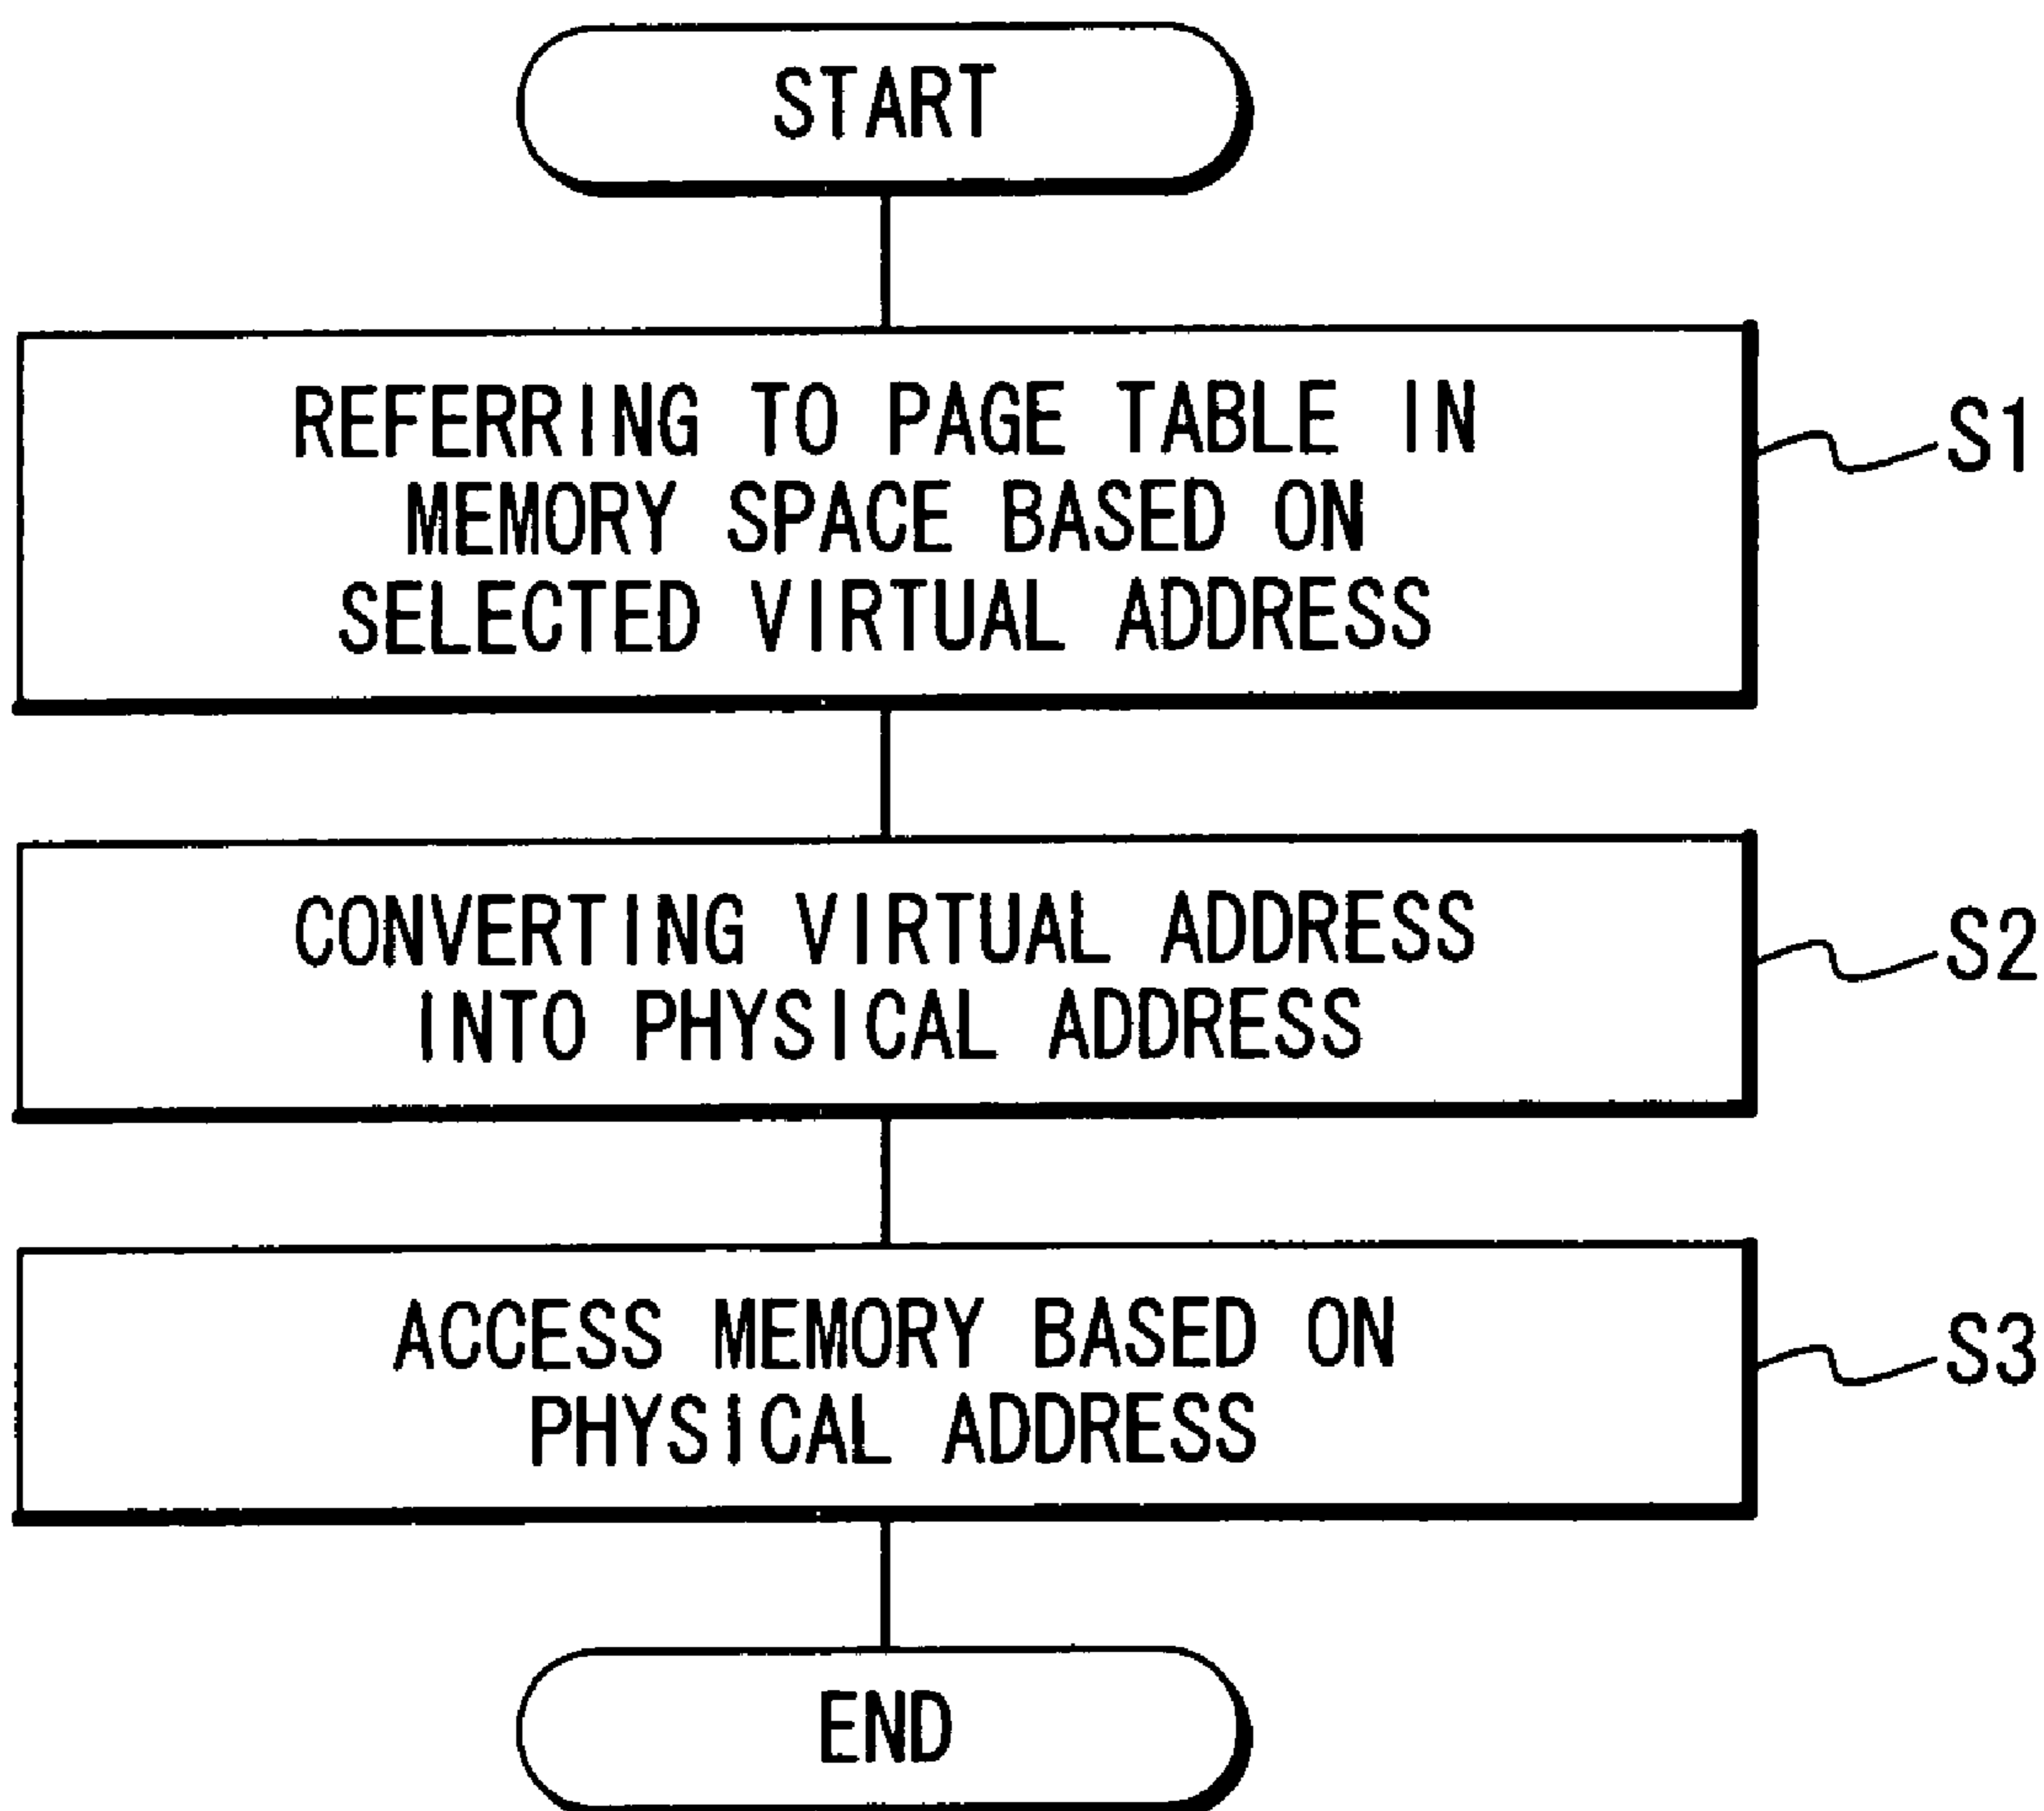 START
REFERRING TO PAGE TABLE IN
MEMORY SPACE BASED ON
SELECTED VIRTUAL ADDRESS
S1
CONVERTING VIRTUAL ADDRESS
INTO PHYSICAL ADDRESS
S2
ACCESS MEMORY BASED ON
PHYSICAL ADDRESS
S3
END